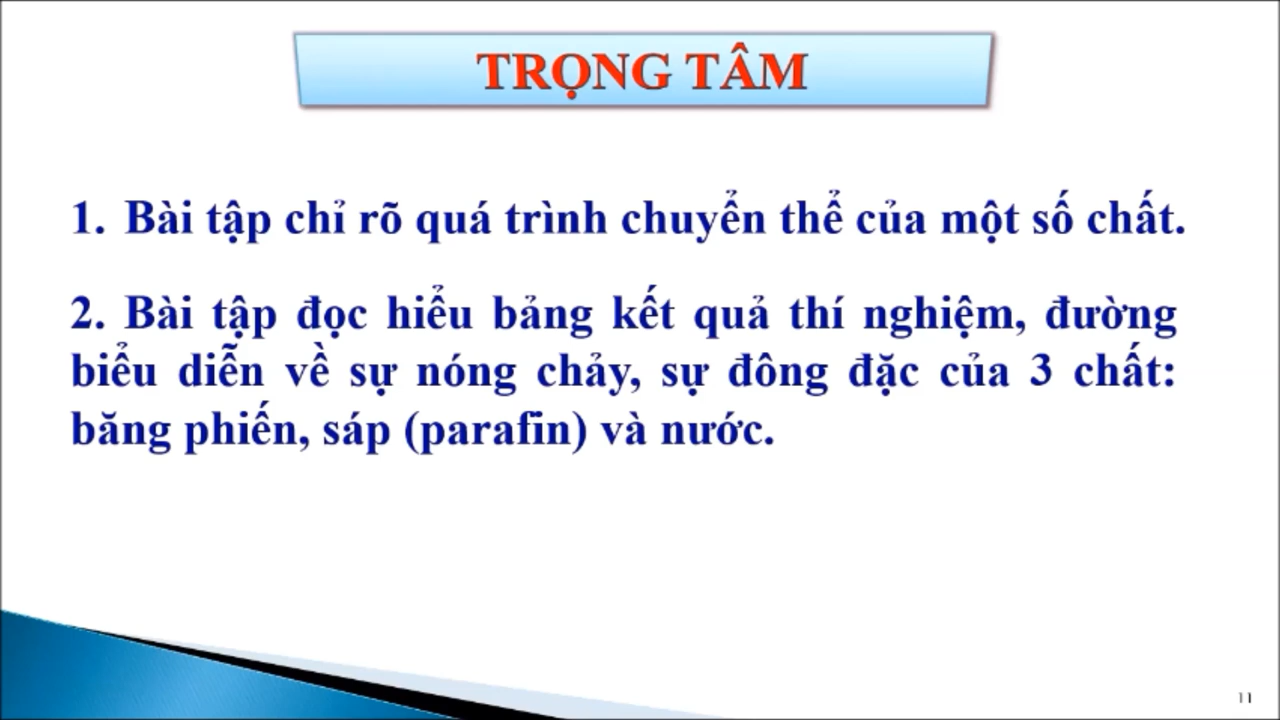 TRỌNG TÂM
1. Bài tập chỉ rõ quá trình chuyển thể của một số chất.
2. Bài tập đọc hiểu bảng kết quả thí nghiệm, đường
biểu diễn về sự nóng chảy, sự đông đặc của 3 chất:
băng phiến, sáp (parafin) và nước.
11